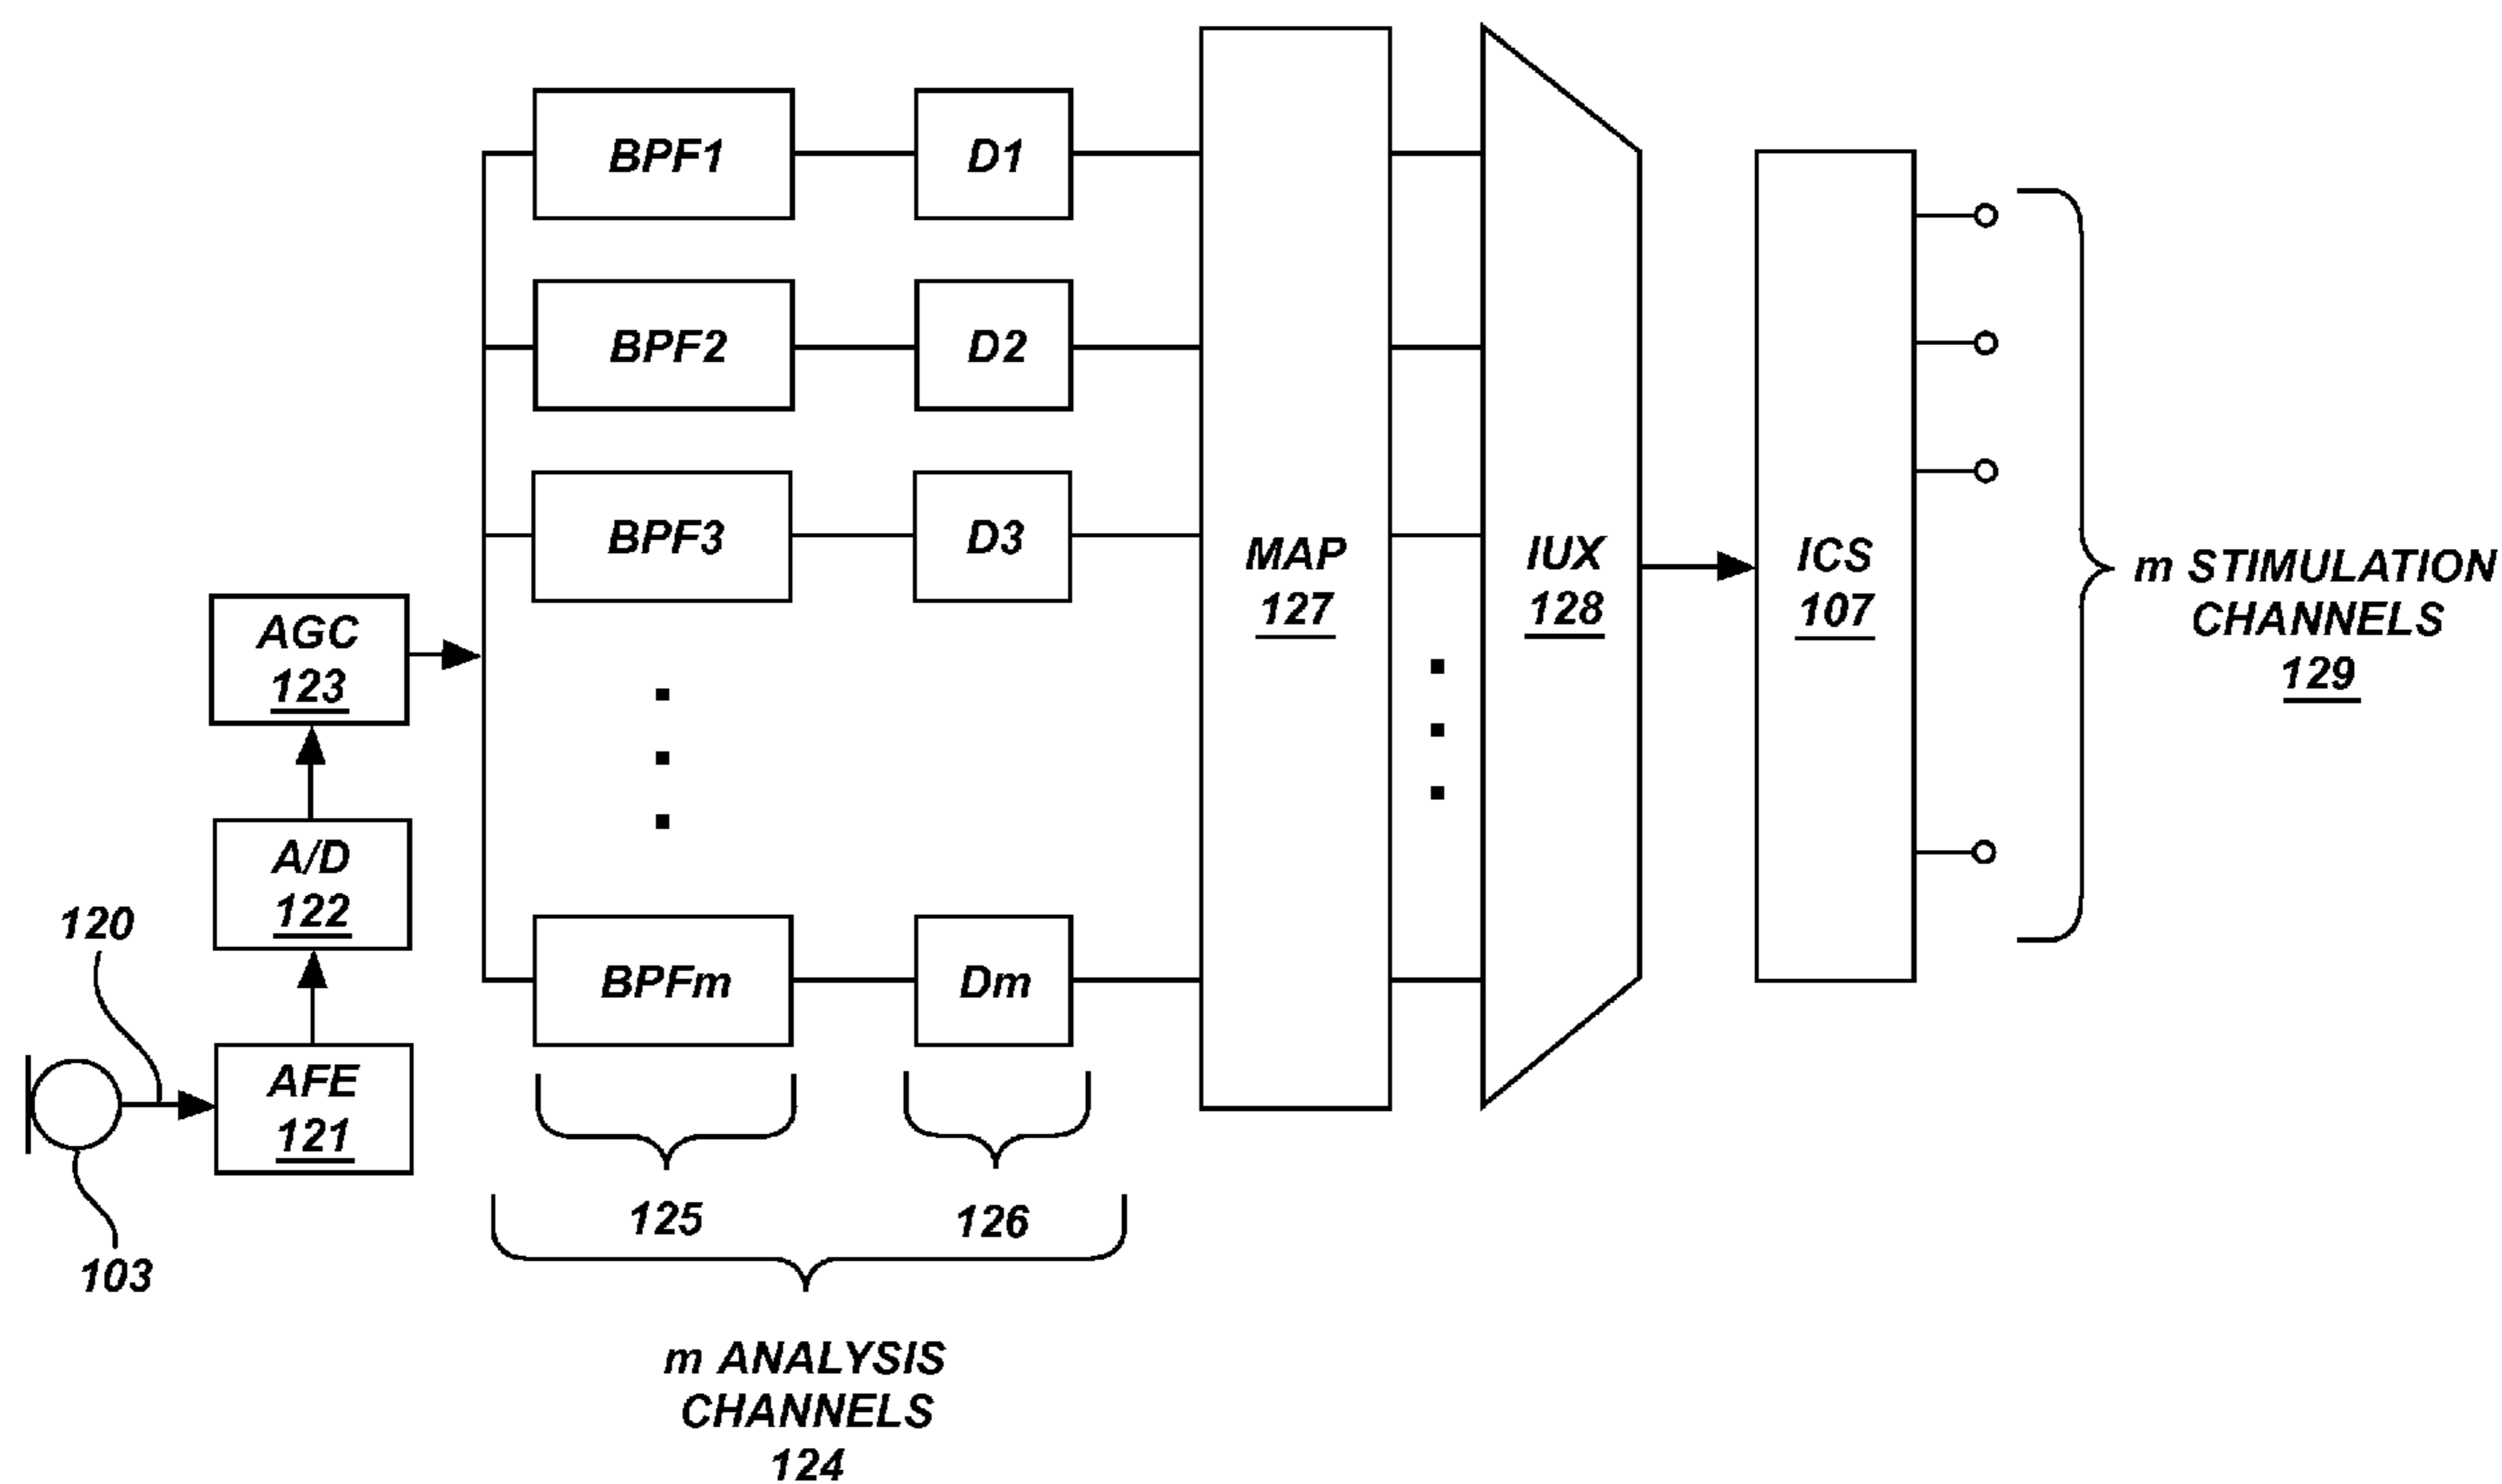 BPF1
D1
BPF2
D2
BPF3
D3
MAP
127
IUX
128
ICS
107
m STIMULATION
CHANNELS
129
AGC
123
A/D
122
120
BPFm
Dm
AFE
121
103
125
126
m ANALYSIS
CHANNELS
124